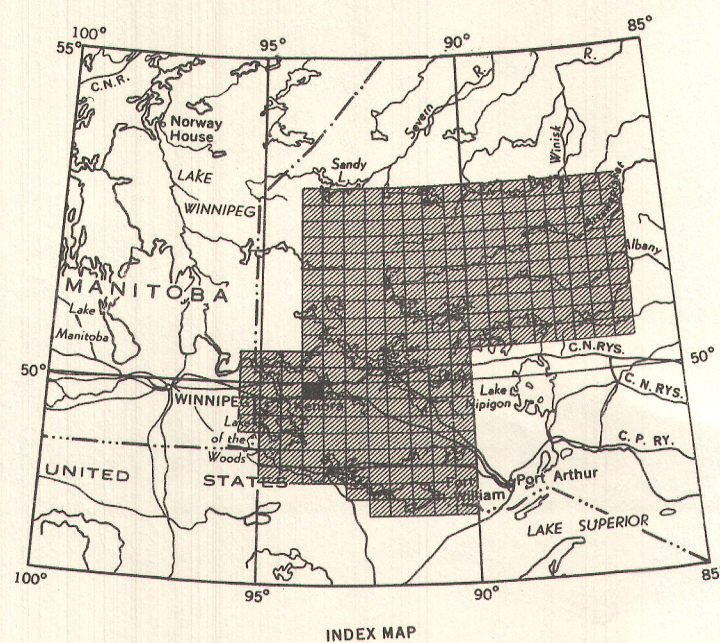 100°
55°
95°
90°
85°
C.N.R.
R.
R.
Norway
House
Severn
Winisk
Sandy
L.
LAKE
WINNIPEG
Albany
MANITOBA
Lake
Manitoba
C.N.RYS.
50°
50°
C.N.RYS.
WINNIPEG
Kenora
Lake
Nipigon
Lake
of the
Woods
C.P. RY.
UNITED STATES
Fort
William
Port Arthur
LAKE SUPERIOR
100°
95°
90°
85
INDEX MAP